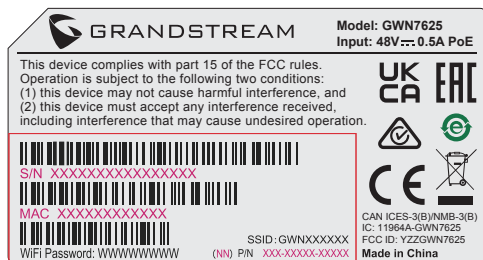 GRANDSTREAM
Model: GWN7625
Input: 48V⎓0.5A PoE
This device complies with part 15 of the FCC rules.
Operation is subject to the following two conditions:
(1) this device may not cause harmful interference, and
(2) this device must accept any interference received,
including interference that may cause undesired operation.
UK
CA
EAC
CE
S/N XXXXXXXXXXXXXXXX
MAC XXXXXXXXXXXX
SSID:GWNXXXXXX
WiFi Password: WWWWWWWWW
(NN) P/N XXX-XXXXX-XXXXX
CAN ICES-3(B)/NMB-3(B)
IC: 11964A-GWN7625
FCC ID: YZZGWN7625
Made in China